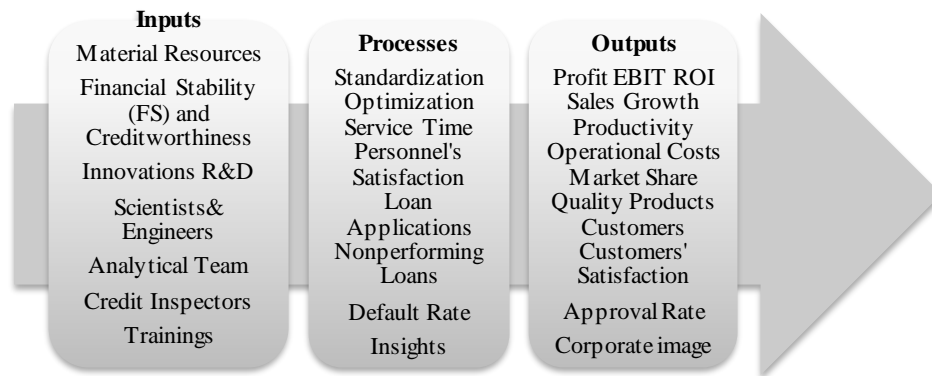 Inputs
Material Resources
Financial Stability
(FS) and
Creditworthiness
Innovations R&D
Scientists&
Engineers
Analytical Team
Credit Inspectors
Trainings
Processes
Standardization
Optimization
Service Time
Personnel's
Satisfaction
Loan
Applications
Nonperforming
Loans
Default Rate
Insights
Outputs
Profit EBIT ROI
Sales Growth
Productivity
Operational Costs
Market Share
Quality Products
Customers
Customers'
Satisfaction
Approval Rate
Corporate image